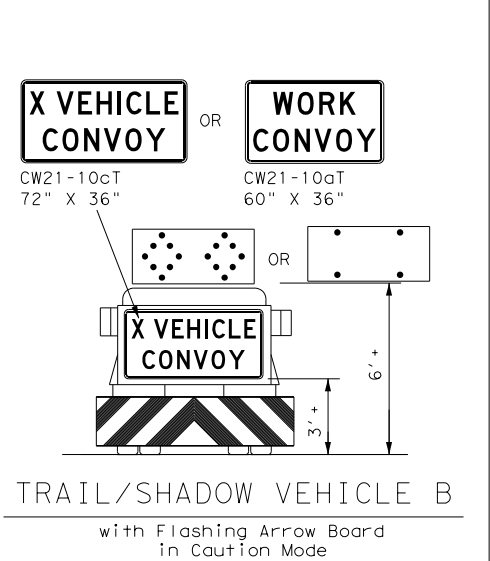 X VEHICLE
CONVOY
OR
WORK
CONVOY
CW21-10cT
72" X 36"
CW21-10aT
60" X 36"
OR
X VEHICLE
CONVOY
3'+
6'+
TRAIL/SHADOW VEHICLE B
with Flashing Arrow Board
in Caution Mode